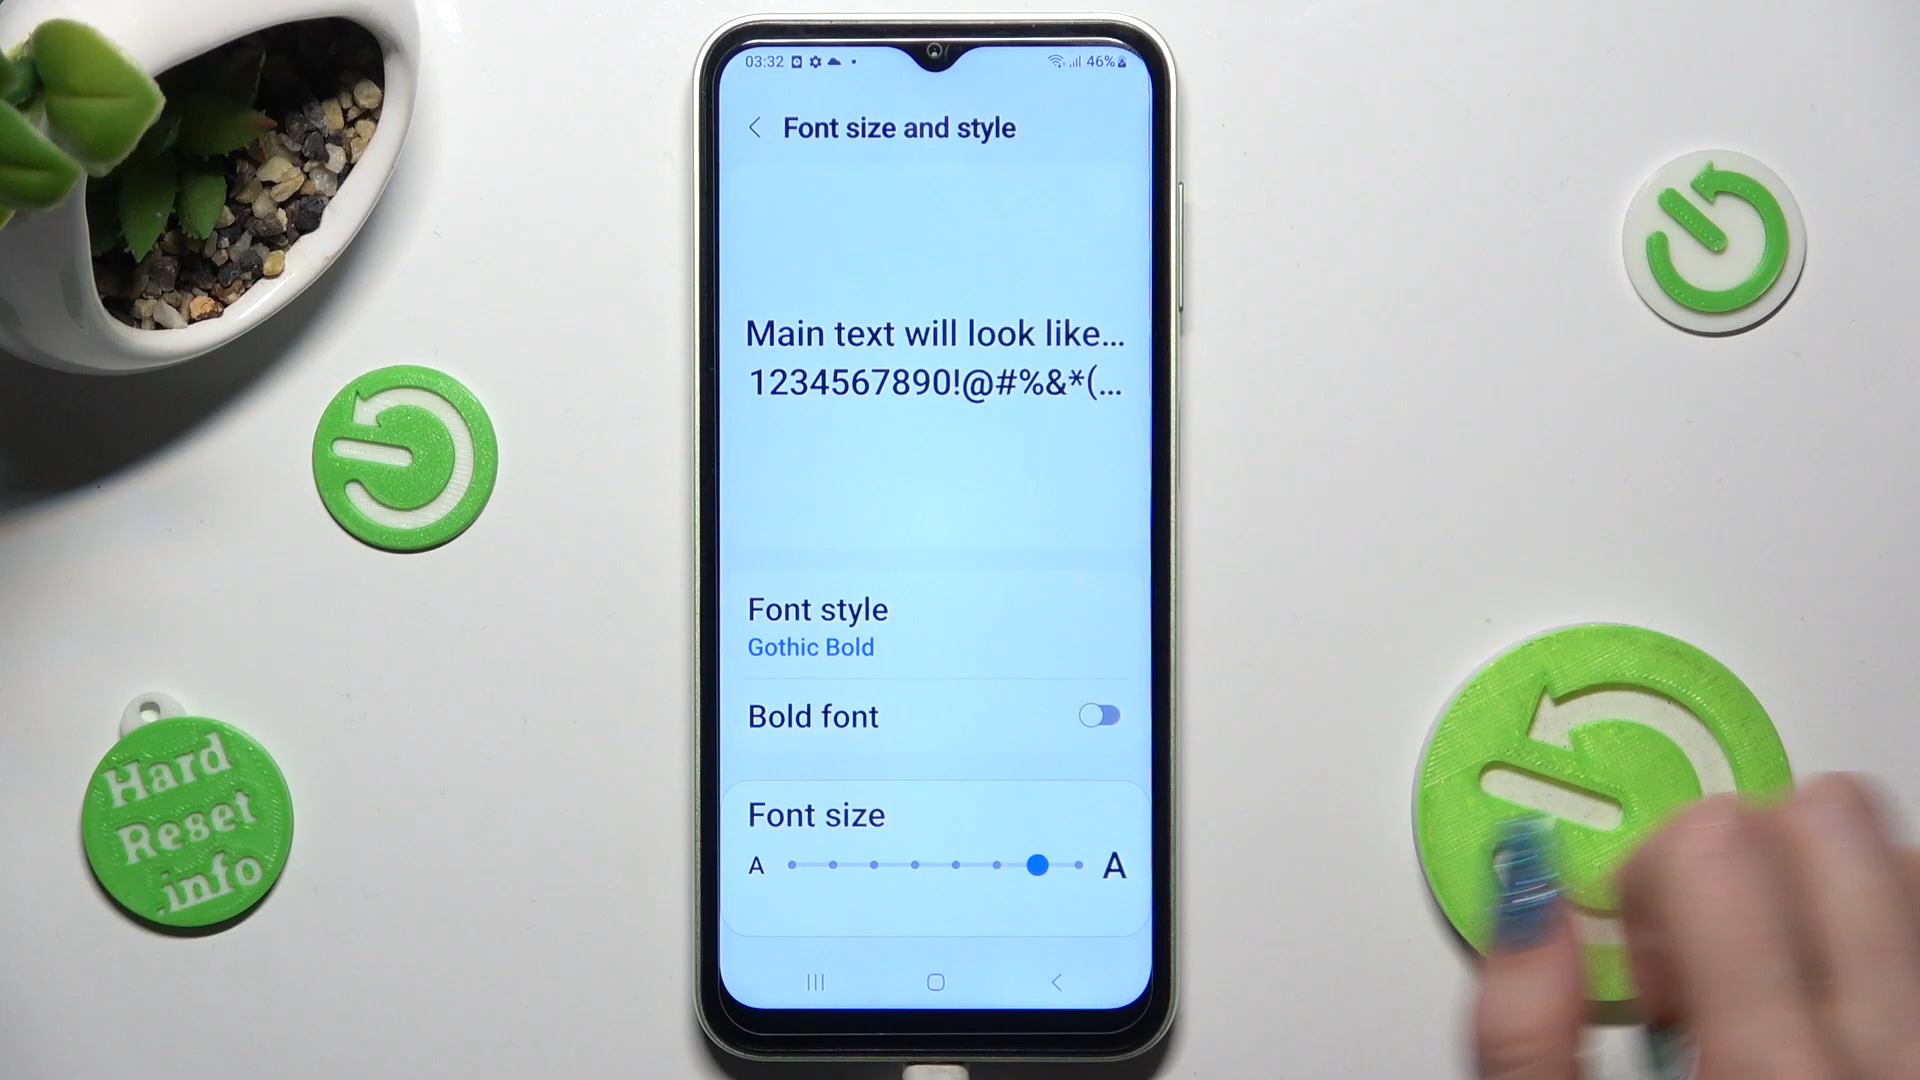 03:32
46%
Font size and style
Main text will look like...
1234567890!@#%&*(...
Font style
Gothic Bold
Bold font
Font size
A
A
Hard
Reset
.info